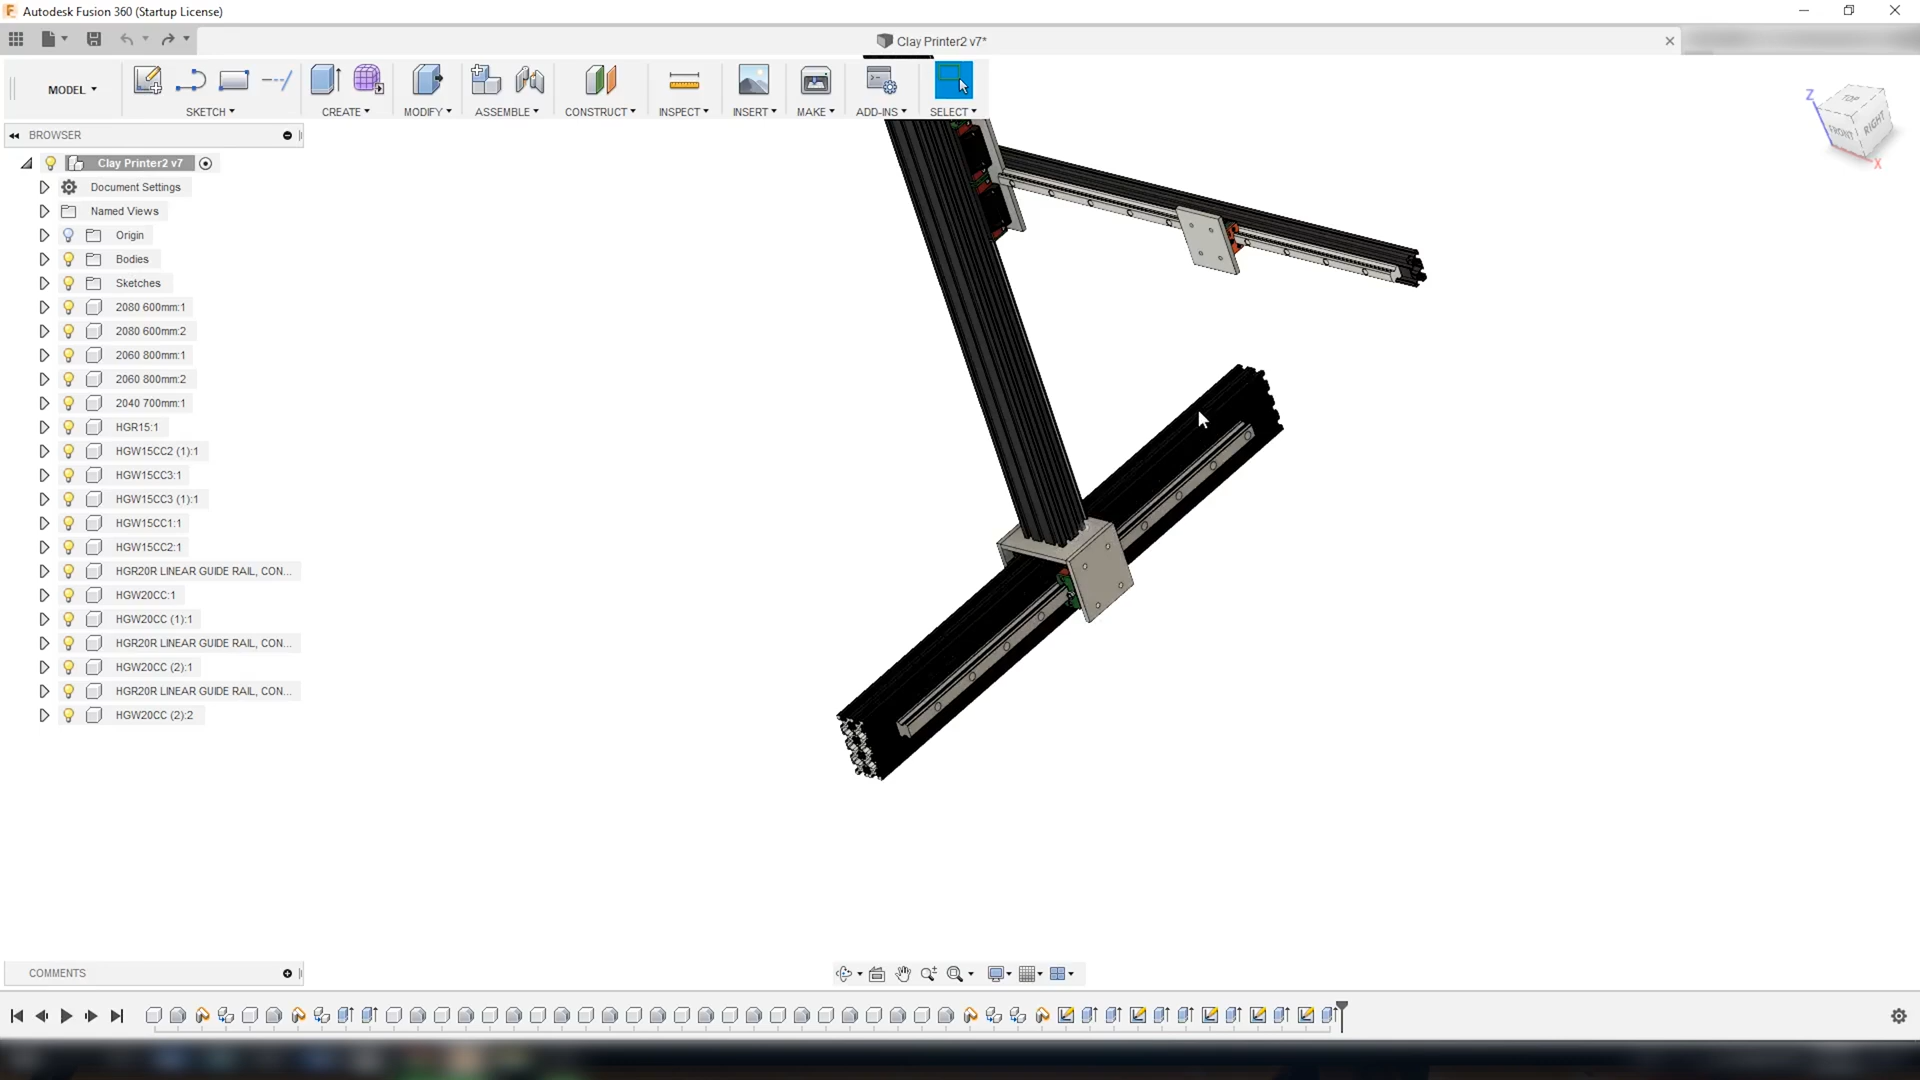 Autodesk Fusion 360 (Startup License)
Clay Printer2 v7*
MODEL
SKETCH
CREATE
MODIFY
ASSEMBLE
CONSTRUCT
INSPECT
INSERT
MAKE
ADD-INS
SELECT
TOP
FRONT
RIGHT
Z
X
BROWSER
Clay Printer2 v7
Document Settings
Named Views
Origin
Bodies
Sketches
2080 600mm:1
2080 600mm:2
2060 800mm:1
2060 800mm:2
2040 700mm:1
HGR15:1
HGW15CC2 (1):1
HGW15CC3:1
HGW15CC3 (1):1
HGW15CC1:1
HGW15CC2:1
HGR20R LINEAR GUIDE RAIL, CON...
HGW20CC:1
HGW20CC (1):1
HGR20R LINEAR GUIDE RAIL, CON...
HGW20CC (2):1
HGR20R LINEAR GUIDE RAIL, CON...
HGW20CC (2):2
COMMENTS